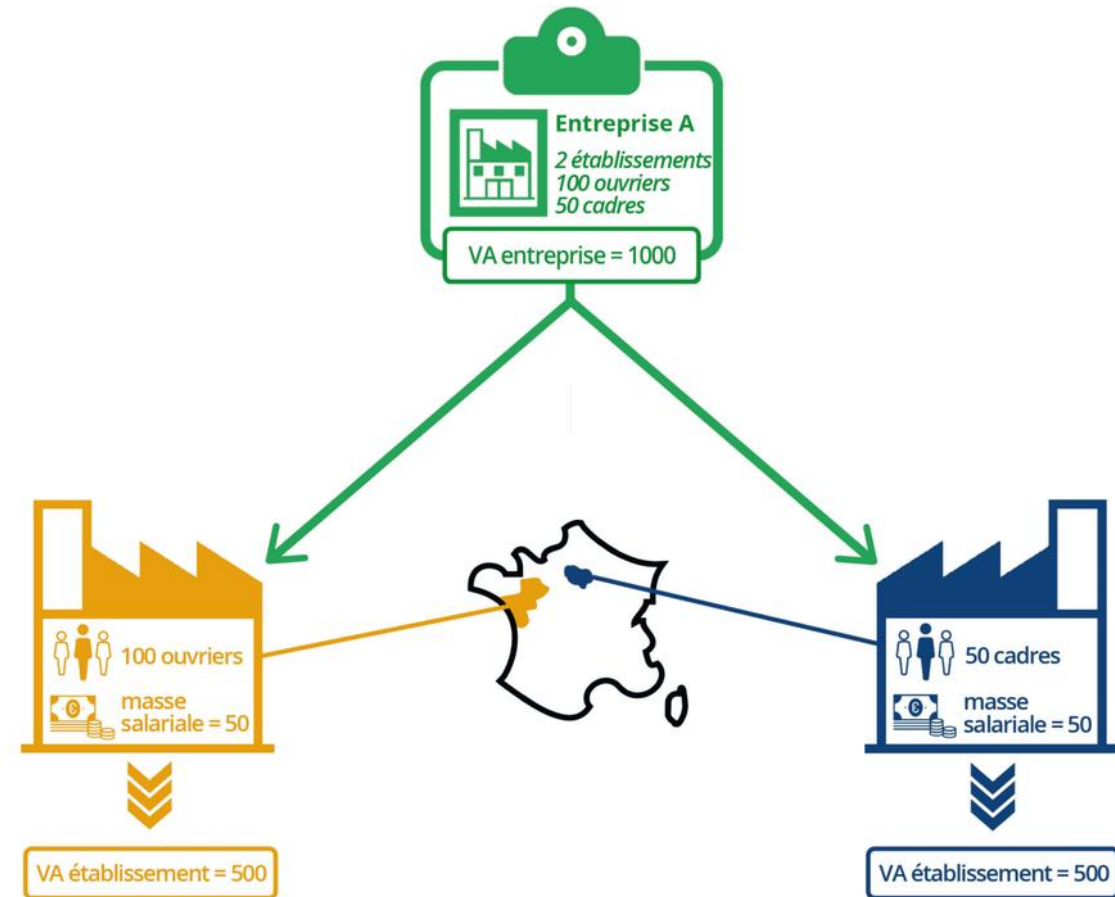 Entreprise A
2 établissements
100 ouvriers
50 cadres
VA entreprise = 1000
100 ouvriers
masse
salariale = 50
VA établissement = 500
50 cadres
masse
salariale = 50
VA établissement = 500